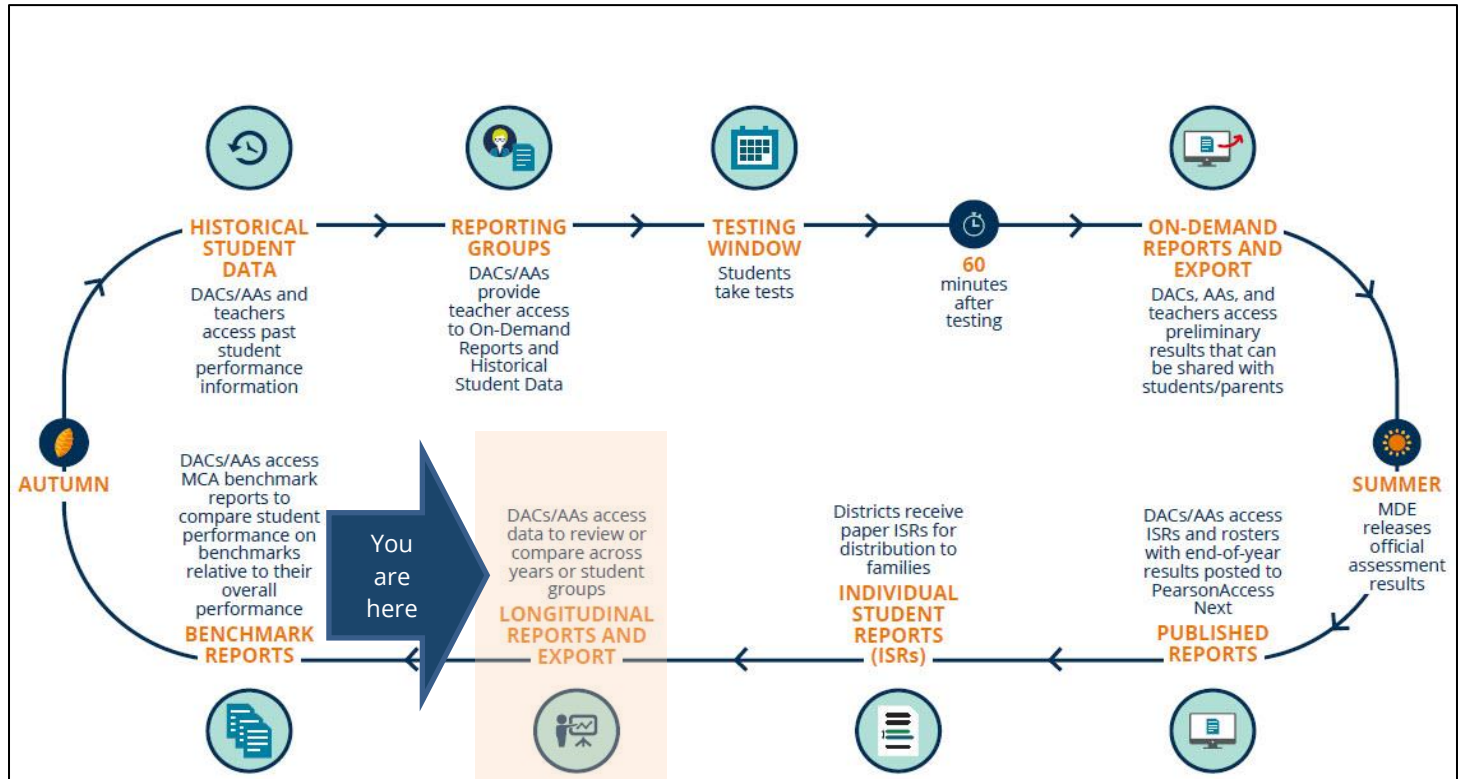 HISTORICAL
STUDENT
DATA
DACs/AAs and
teachers
access past
student
performance
information
REPORTING
GROUPS
DACs/AAs
provide
teacher access
to On-Demand
Reports and
Historical
Student Data
TESTING
WINDOW
Students
take tests
60
minutes
after
testing
ON-DEMAND
REPORTS AND
EXPORT
DACs, AAs, and
teachers access
preliminary
results that can
be shared with
students/parents
SUMMER
MDE
releases
official
assessment
results
DACs/AAs access
ISRs and rosters
with end-of-year
results posted to
PearsonAccess
Next
PUBLISHED
REPORTS
Districts receive
paper ISRs for
distribution to
families
INDIVIDUAL
STUDENT
REPORTS
(ISRs)
DACs/AAs access
data to review or
compare across
years or student
groups
LONGITUDINAL
REPORTS AND
EXPORT
You
are
here
DACs/AAs access
MCA benchmark
reports to
compare student
performance on
benchmarks
relative to their
overall
performance
BENCHMARK
REPORTS
AUTUMN